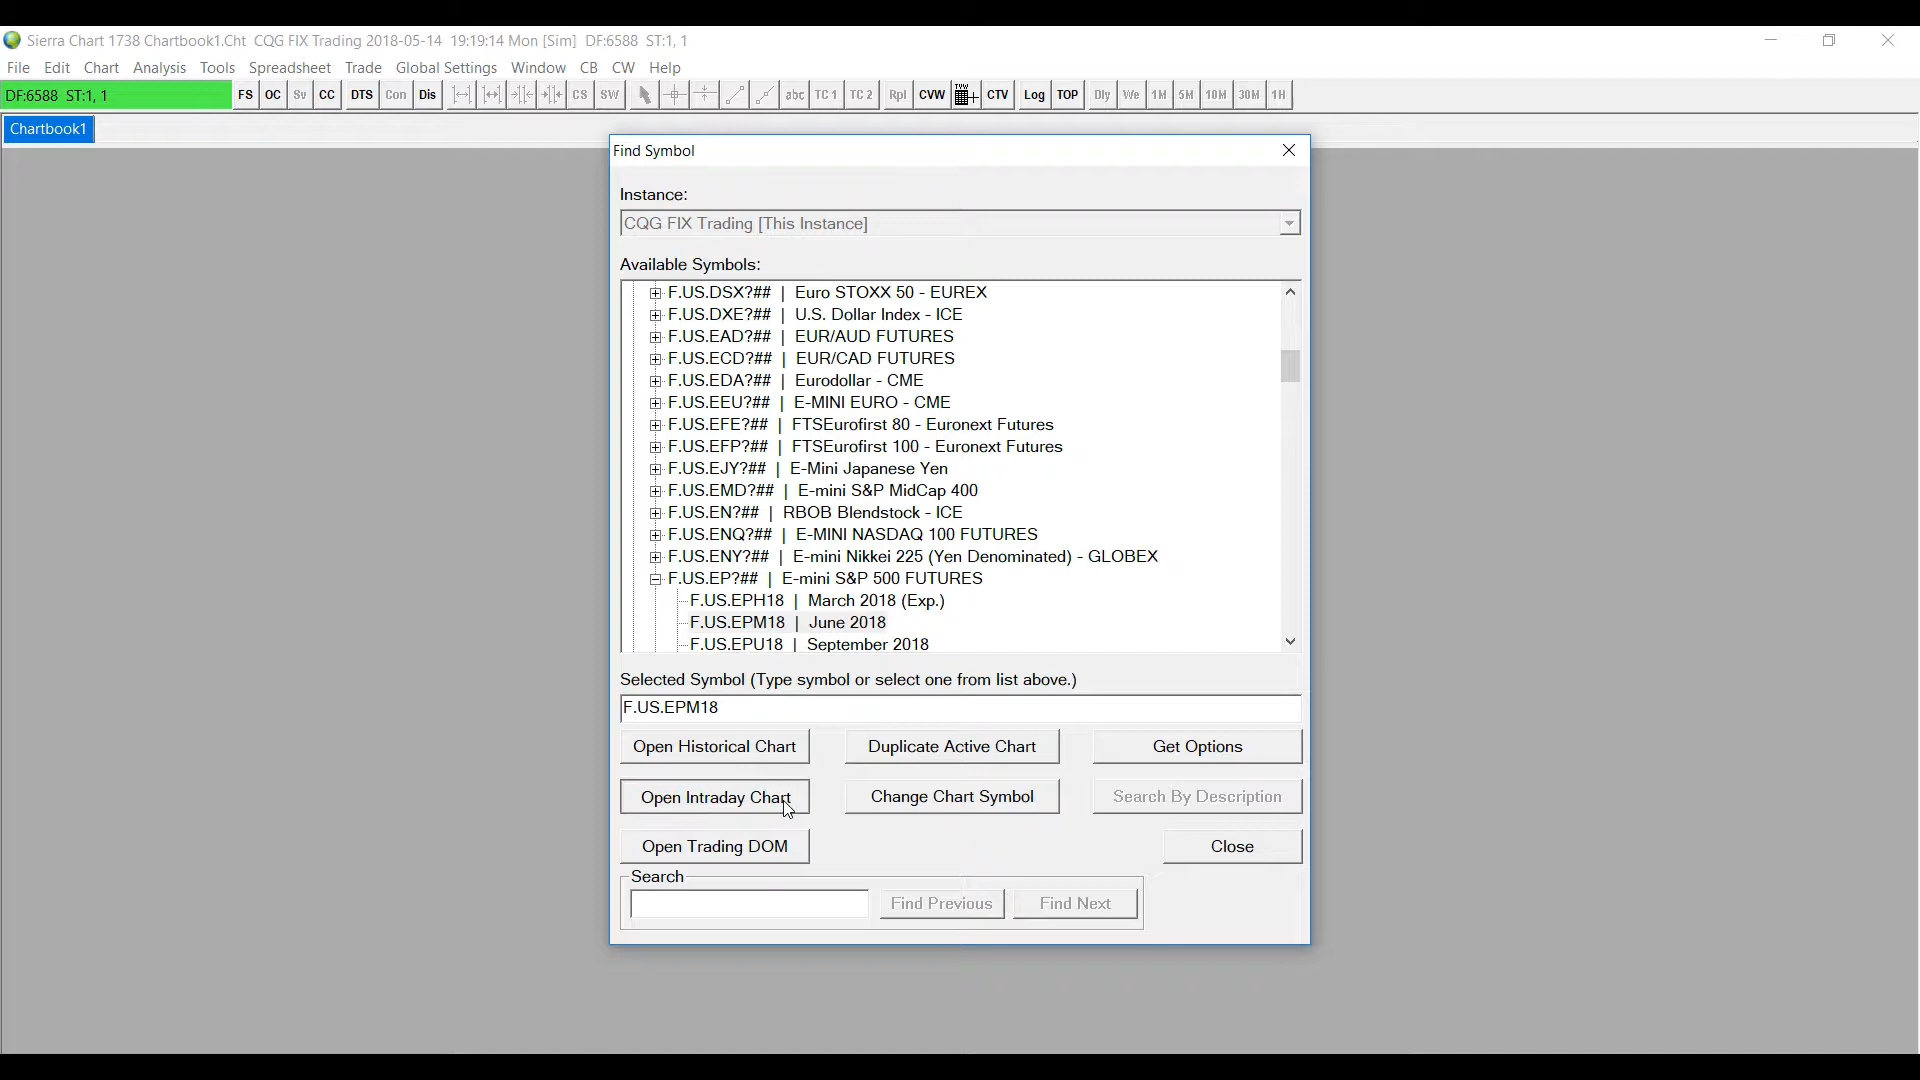 Sierra Chart 1738 Chartbook1.Cht  CQG FIX Trading 2018-05-14  19:19:14 Mon [Sim]  DF:6588  ST:1, 1
File Edit Chart Analysis Tools Spreadsheet Trade Global Settings Window CB CW Help
DF:6588  ST:1, 1 FS OC Sv CC DTS Con Dis CS SW abc TC 1 TC 2 Rpl CVW TVW CTV Log TOP Dly We 1M 5M 10M 30M 1H
Chartbook1
Find Symbol
Instance:
CQG FIX Trading [This Instance]
Available Symbols:
F.US.DSX?##  |  Euro STOXX 50 - EUREX
F.US.DXE?##  |  U.S. Dollar Index - ICE
F.US.EAD?##  |  EUR/AUD FUTURES
F.US.ECD?##  |  EUR/CAD FUTURES
F.US.EDA?##  |  Eurodollar - CME
F.US.EEU?##  |  E-MINI EURO - CME
F.US.EFE?##  |  FTSEurofirst 80 - Euronext Futures
F.US.EFP?##  |  FTSEurofirst 100 - Euronext Futures
F.US.EJY?##  |  E-Mini Japanese Yen
F.US.EMD?##  |  E-mini S&P MidCap 400
F.US.EN?##  |  RBOB Blendstock - ICE
F.US.ENQ?##  |  E-MINI NASDAQ 100 FUTURES
F.US.ENY?##  |  E-mini Nikkei 225 (Yen Denominated) - GLOBEX
F.US.EP?##  |  E-mini S&P 500 FUTURES
F.US.EPH18  |  March 2018 (Exp.)
F.US.EPM18  |  June 2018
F.US.EPU18  |  September 2018
Selected Symbol (Type symbol or select one from list above.)
F.US.EPM18
Open Historical Chart Duplicate Active Chart Get Options
Open Intraday Chart Change Chart Symbol Search By Description
Open Trading DOM Close
Search
Find Previous Find Next